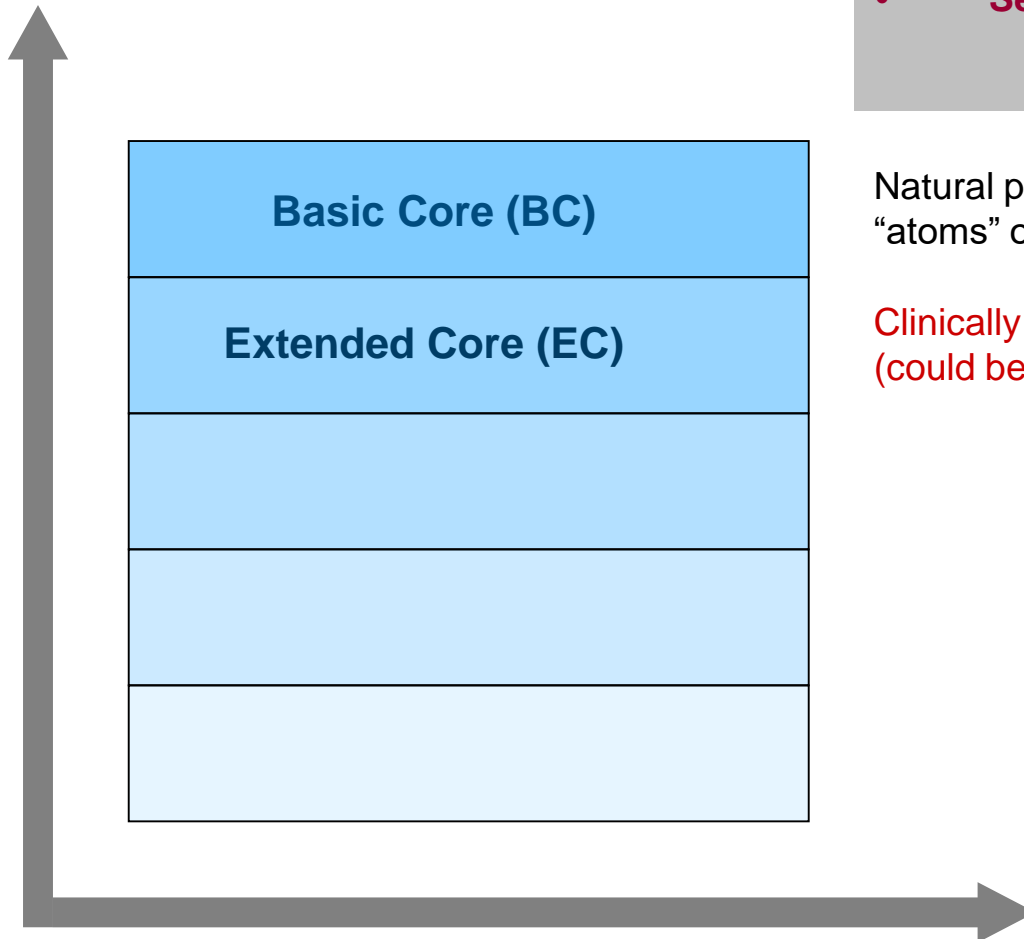 Basic Core (BC)
Extended Core (EC)
Natural
“atoms”
Clinically
(could be